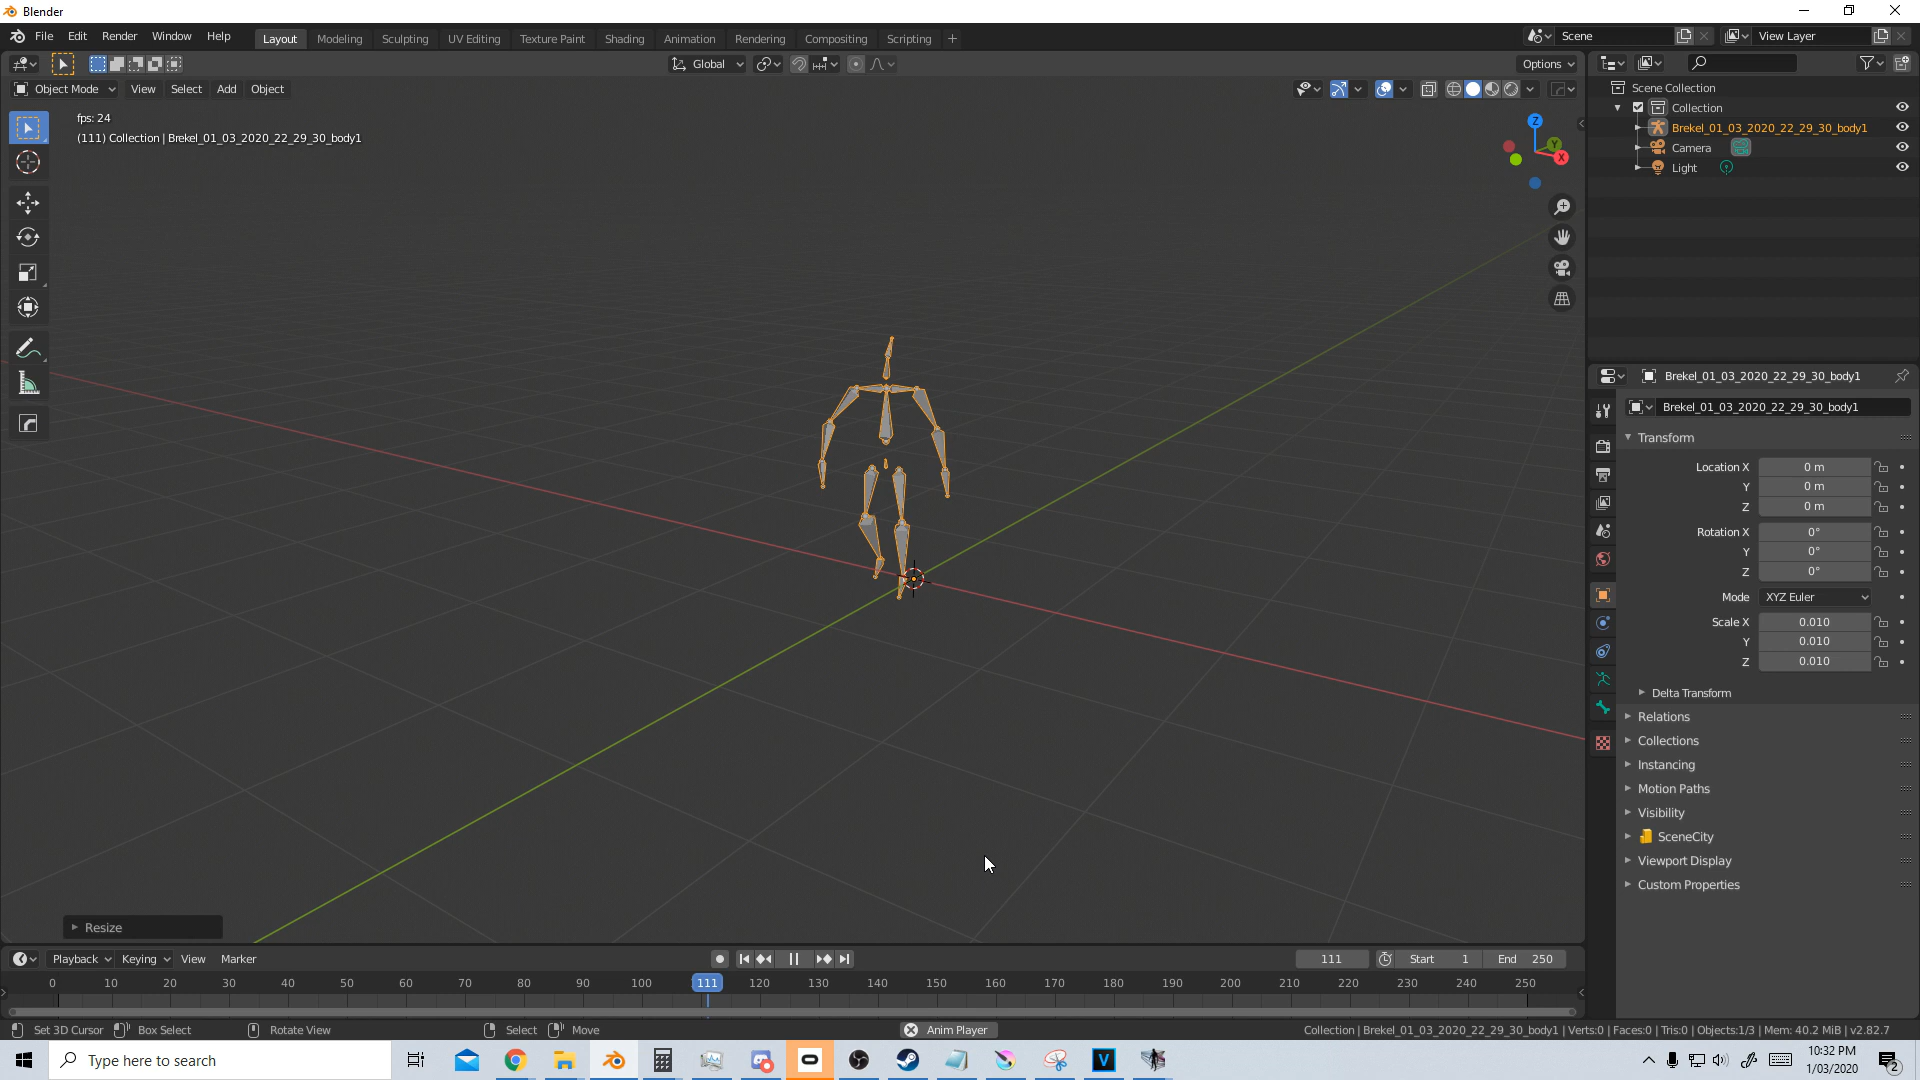 Blender
File Edit Render Window Help
Layout Modeling Sculpting UV Editing Texture Paint Shading Animation Rendering Compositing Scripting +
Scene
View Layer
Global
Options
Object Mode View Select Add Object
fps: 24
(111) Collection | Brekel_01_03_2020_22_29_30_body1
Z
Y
X
Scene Collection
Collection
Brekel_01_03_2020_22_29_30_body1
Camera
Light
Brekel_01_03_2020_22_29_30_body1
Brekel_01_03_2020_22_29_30_body1
Transform
Location X 0 m
Y 0 m
Z 0 m
Rotation X 0°
Y 0°
Z 0°
Mode XYZ Euler
Scale X 0.010
Y 0.010
Z 0.010
Delta Transform
Relations
Collections
Instancing
Motion Paths
Visibility
SceneCity
Viewport Display
Custom Properties
Resize
Playback Keying View Marker
111
Start 1
End 250
0 10 20 30 40 50 60 70 80 90 100 111 120 130 140 150 160 170 180 190 200 210 220 230 240 250
Set 3D Cursor Box Select Rotate View Select Move
Anim Player
Collection | Brekel_01_03_2020_22_29_30_body1 | Verts:0 | Faces:0 | Tris:0 | Objects:1/3 | Mem: 40.2 MiB | v2.82.7
Type here to search
V
10:32 PM
1/03/2020
2